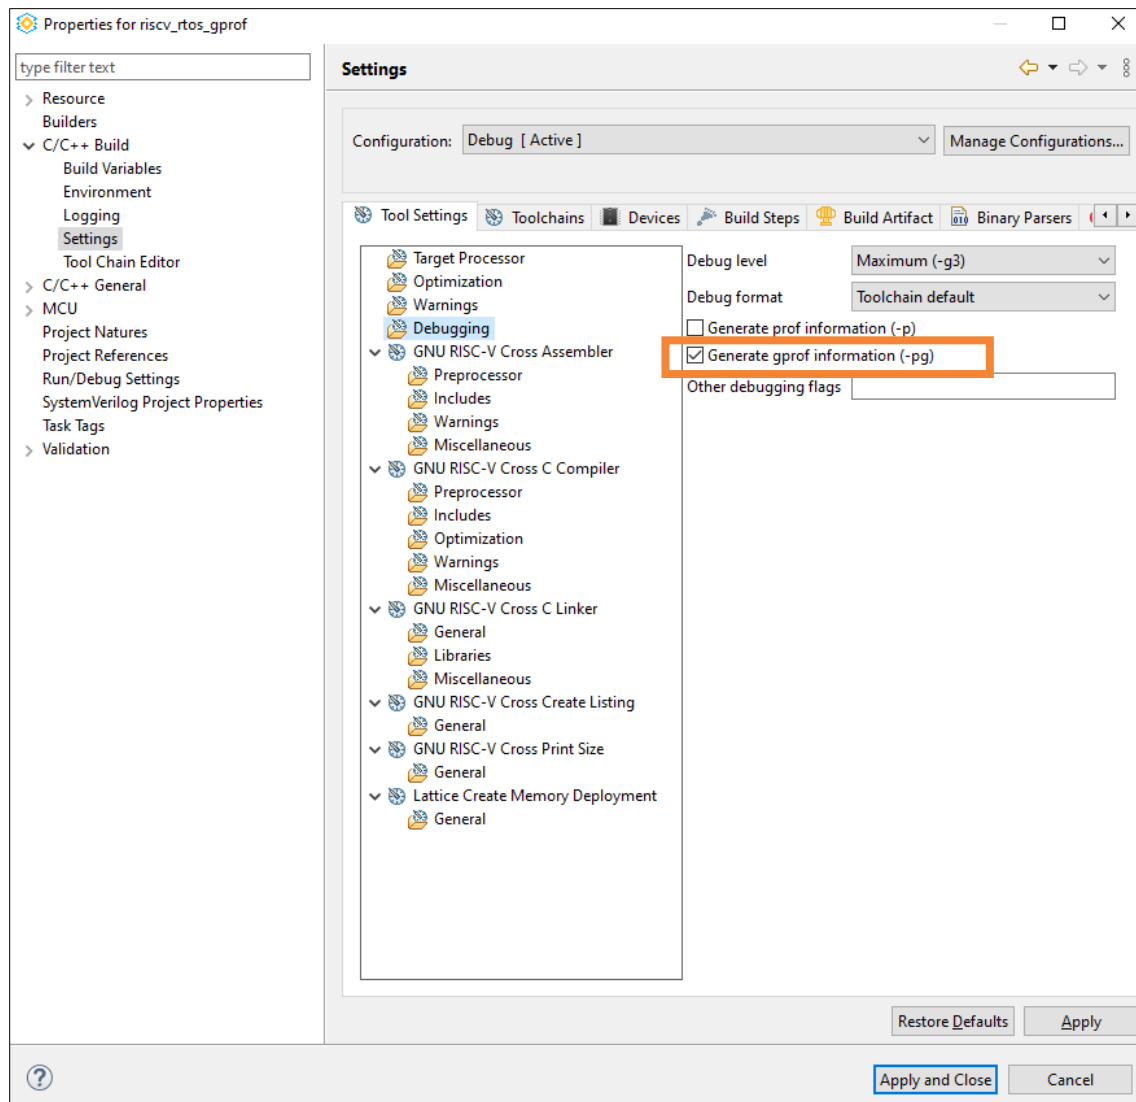 Properties for riscv_rtos_gprof
type filter text
Resource
Builders
C/C++ Build
Build Variables
Environment
Logging
Settings
Tool Chain Editor
C/C++ General
MCU
Project Natures
Project References
Run/Debug Settings
SystemVerilog Project Properties
Task Tags
Validation
Settings
Configuration: Debug [ Active ] Manage Configurations...
Tool Settings Toolchains Devices Build Steps Build Artifact Binary Parsers
Target Processor
Optimization
Warnings
Debugging
GNU RISC-V Cross Assembler
Preprocessor
Includes
Warnings
Miscellaneous
GNU RISC-V Cross C Compiler
Preprocessor
Includes
Optimization
Warnings
Miscellaneous
GNU RISC-V Cross C Linker
General
Libraries
Miscellaneous
GNU RISC-V Cross Create Listing
General
GNU RISC-V Cross Print Size
General
Lattice Create Memory Deployment
General
Debug level Maximum (-g3)
Debug format Toolchain default
Generate prof information (-p)
Generate gprof information (-pg)
Other debugging flags
Restore Defaults Apply
? Apply and Close Cancel